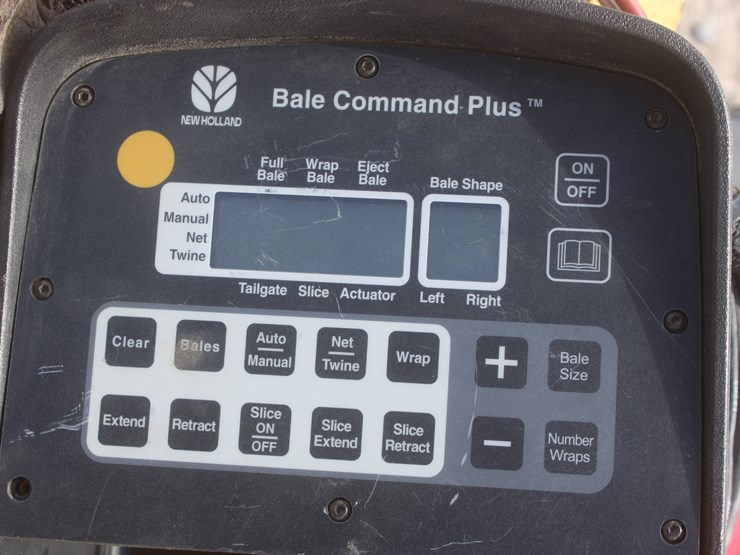 NEW HOLLAND
Bale Command Plus™
Full
Bale
Wrap
Bale
Eject
Bale
Bale Shape
ON
OFF
Auto
Manual
Net
Twine
Tailgate Slice Actuator
Left Right
Clear
Bales
Auto
Manual
Net
Twine
Wrap
+
Bale
Size
Extend
Retract
Slice
ON
OFF
Slice
Extend
Slice
Retract
−
Number
Wraps